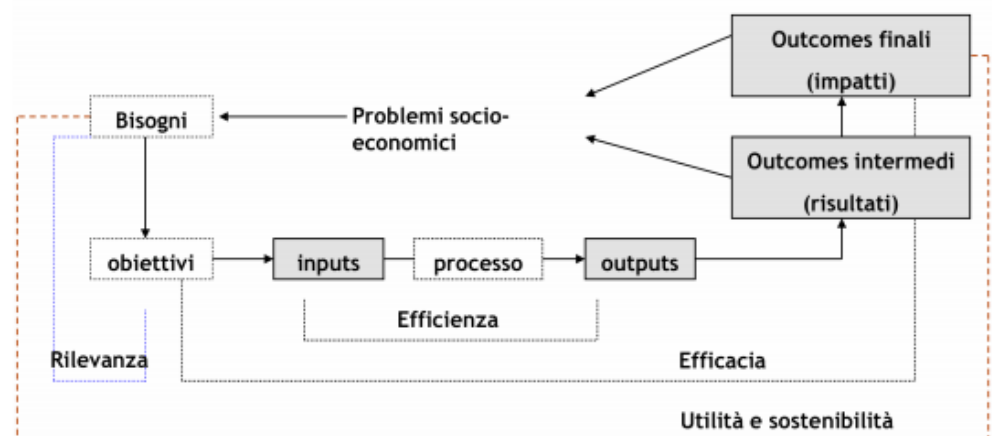 Outcomes finali
(impatti)
Bisogni
Problemi socio-
economici
Outcomes intermedi
(risultati)
obiettivi
inputs
processo
outputs
Efficienza
Rilevanza
Efficacia
Utilità e sostenibilità